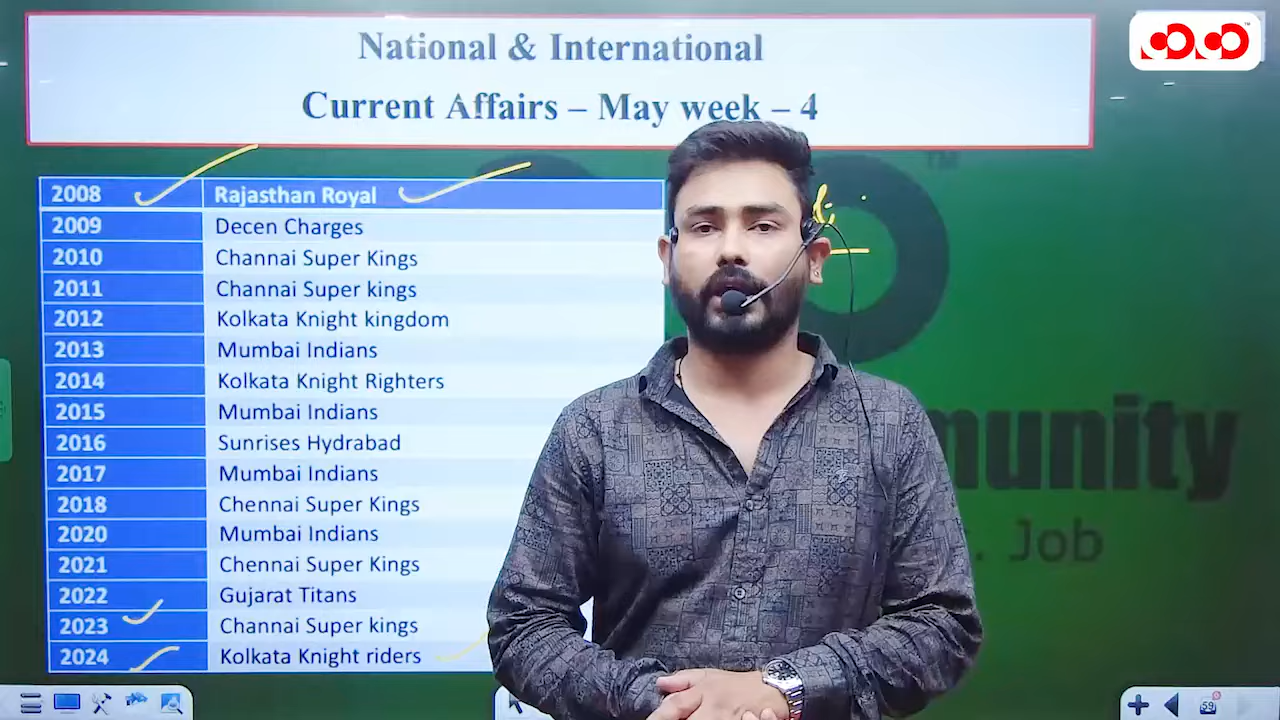 National & International
Current Affairs – May week – 4
TM
2008 Rajasthan Royal
2009 Decen Charges
2010 Channai Super Kings
2011 Channai Super kings
2012 Kolkata Knight kingdom
2013 Mumbai Indians
2014 Kolkata Knight Righters
2015 Mumbai Indians
2016 Sunrises Hydrabad
2017 Mumbai Indians
2018 Chennai Super Kings
2020 Mumbai Indians
2021 Chennai Super Kings
2022 Gujarat Titans
2023 Channai Super kings
2024 Kolkata Knight riders
munity
. Job
59